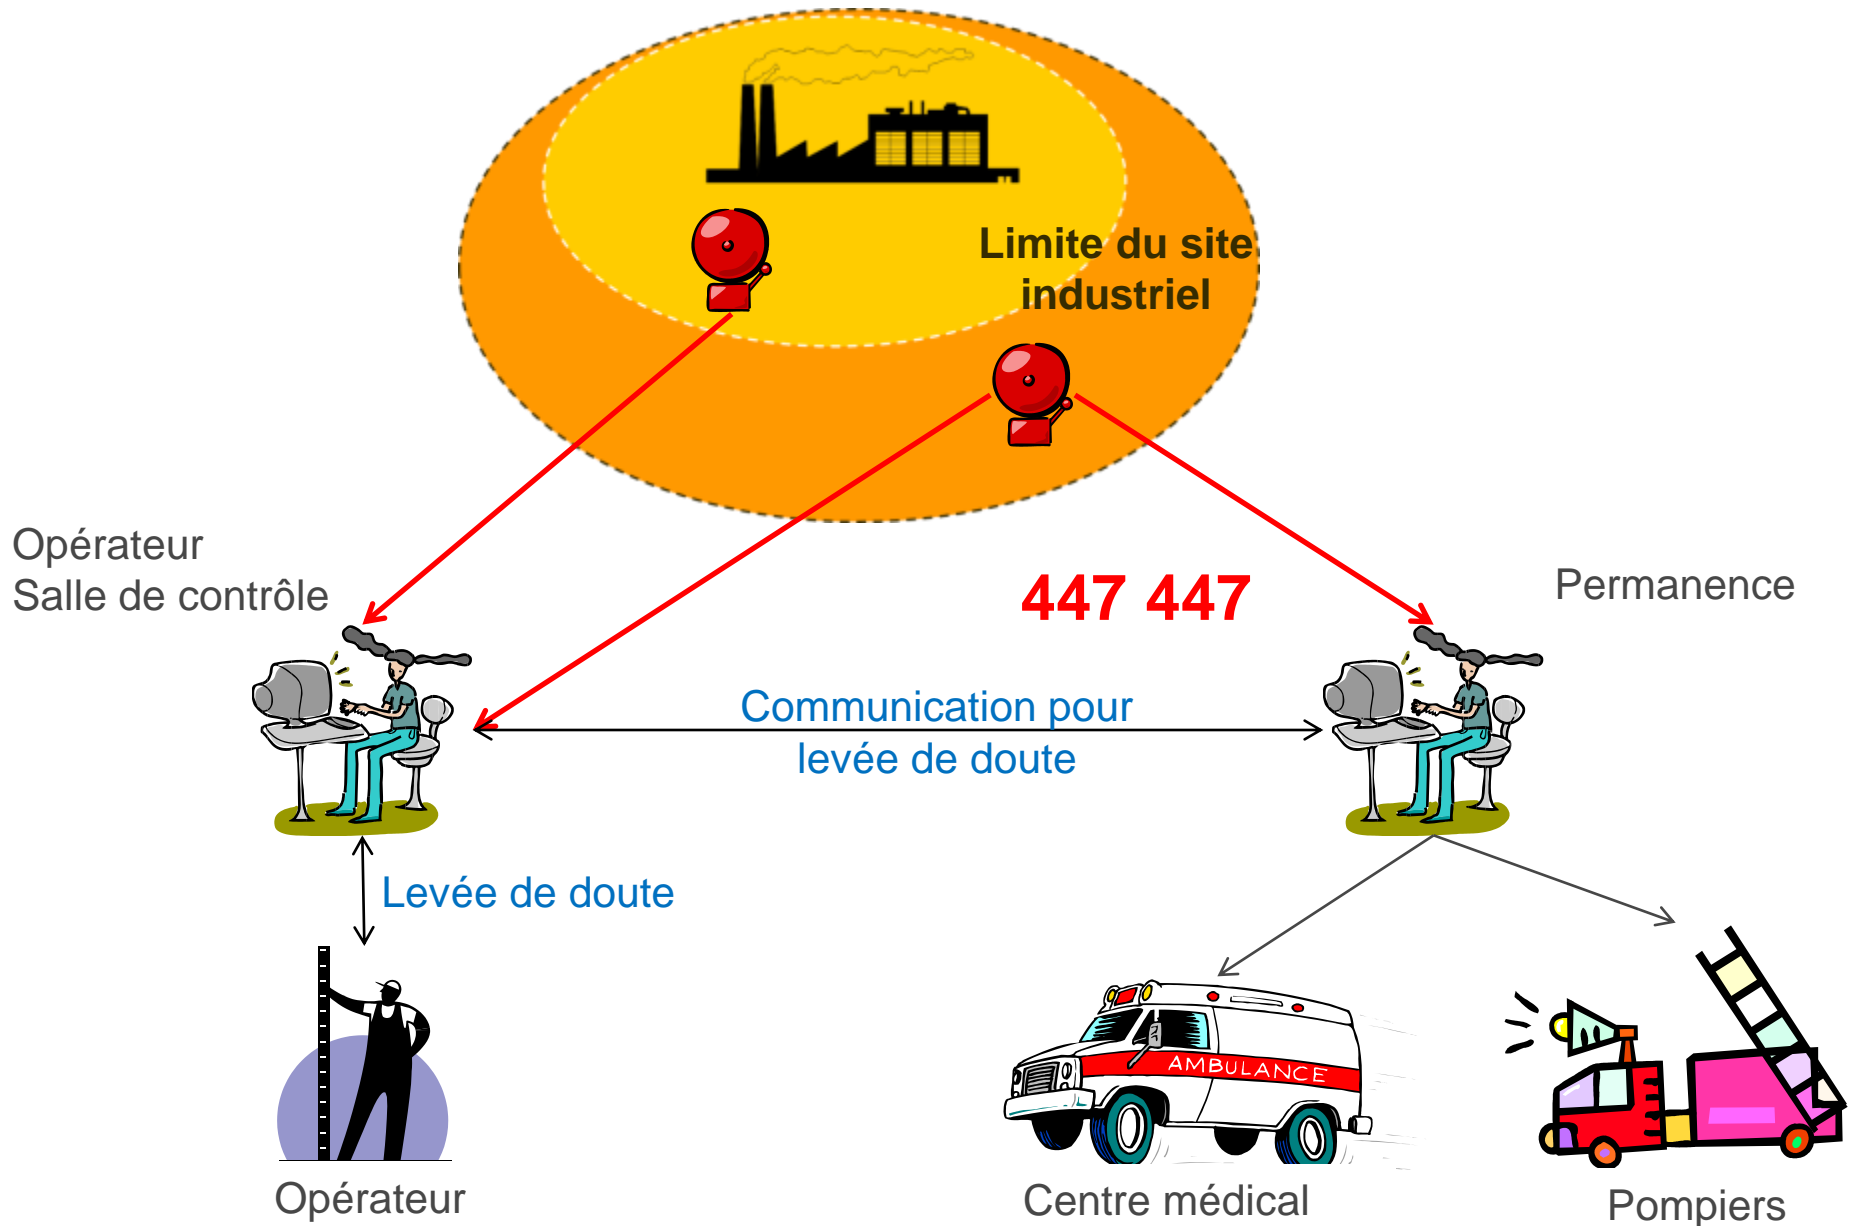 Limite du site
industriel
Opérateur
Salle de contrôle
447 447
Permanence
Communication pour
levée de doute
Levée de doute
AMBULANCE
Opérateur
Centre médical
Pompiers